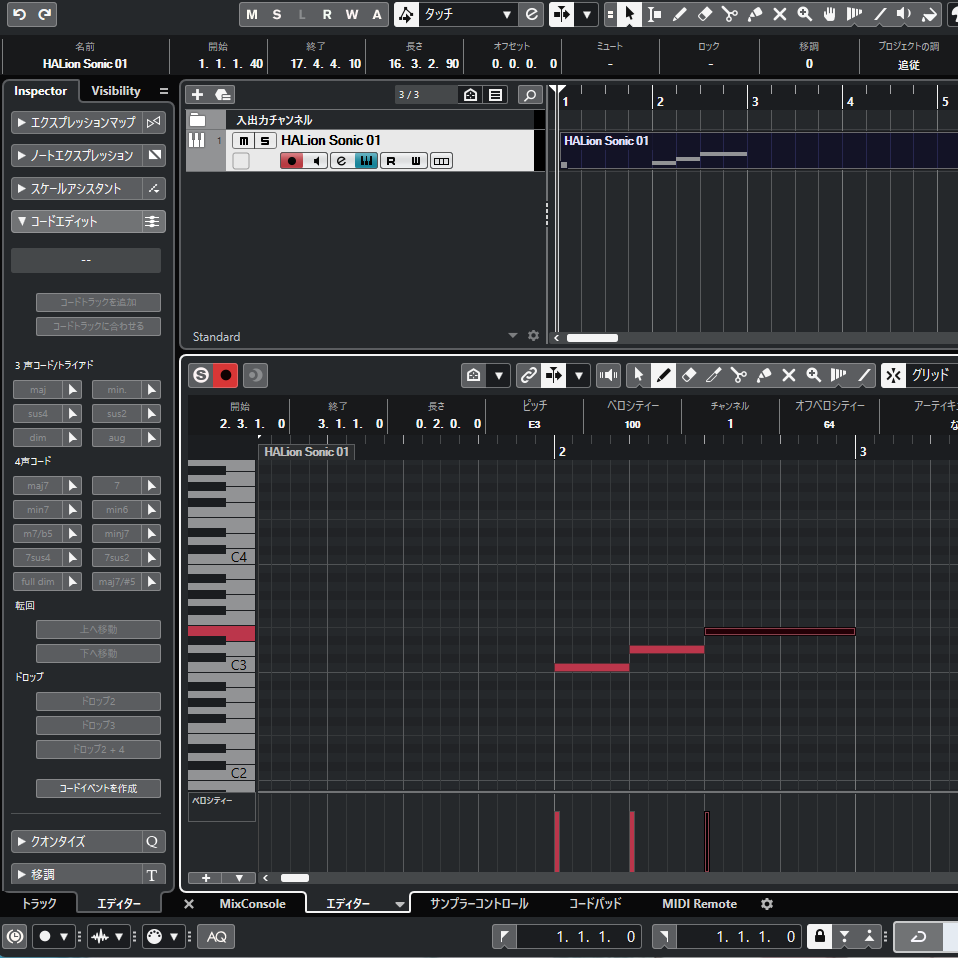 M S L R W A タッチ
名前 開始 終了 長さ オフセット ミュート ロック 移調 プロジェクトの調
HALion Sonic 01 1. 1. 1. 40 17. 4. 4. 10 16. 3. 2. 90 0. 0. 0. 0 - - 0 追従
Inspector Visibility
エクスプレッションマップ
ノートエクスプレッション
スケールアシスタント
コードエディット
--
コードトラックを追加
コードトラックに合わせる
3 声コード/トライアド
maj min.
sus4 sus2
dim aug
4声コード
maj7 7
min7 min6
m7/b5 minj7
7sus4 7sus2
full dim maj7/#5
転回
上へ移動
下へ移動
ドロップ
ドロップ2
ドロップ3
ドロップ2 + 4
コードイベントを作成
クオンタイズ Q
移調 T
3 / 3
入出力チャンネル
1 m S HALion Sonic 01
e R W
Standard
1 2 3 4 5
HALion Sonic 01
S グリッド
開始 終了 長さ ピッチ ベロシティー チャンネル オフベロシティー アーティキ
2. 3. 1. 0 3. 1. 1. 0 0. 2. 0. 0 E3 100 1 64 な
HALion Sonic 01 2 3
C4
C3
C2
ベロシティー
トラック エディター MixConsole エディター サンプラーコントロール コードパッド MIDI Remote
AQ 1. 1. 1. 0 1. 1. 1. 0